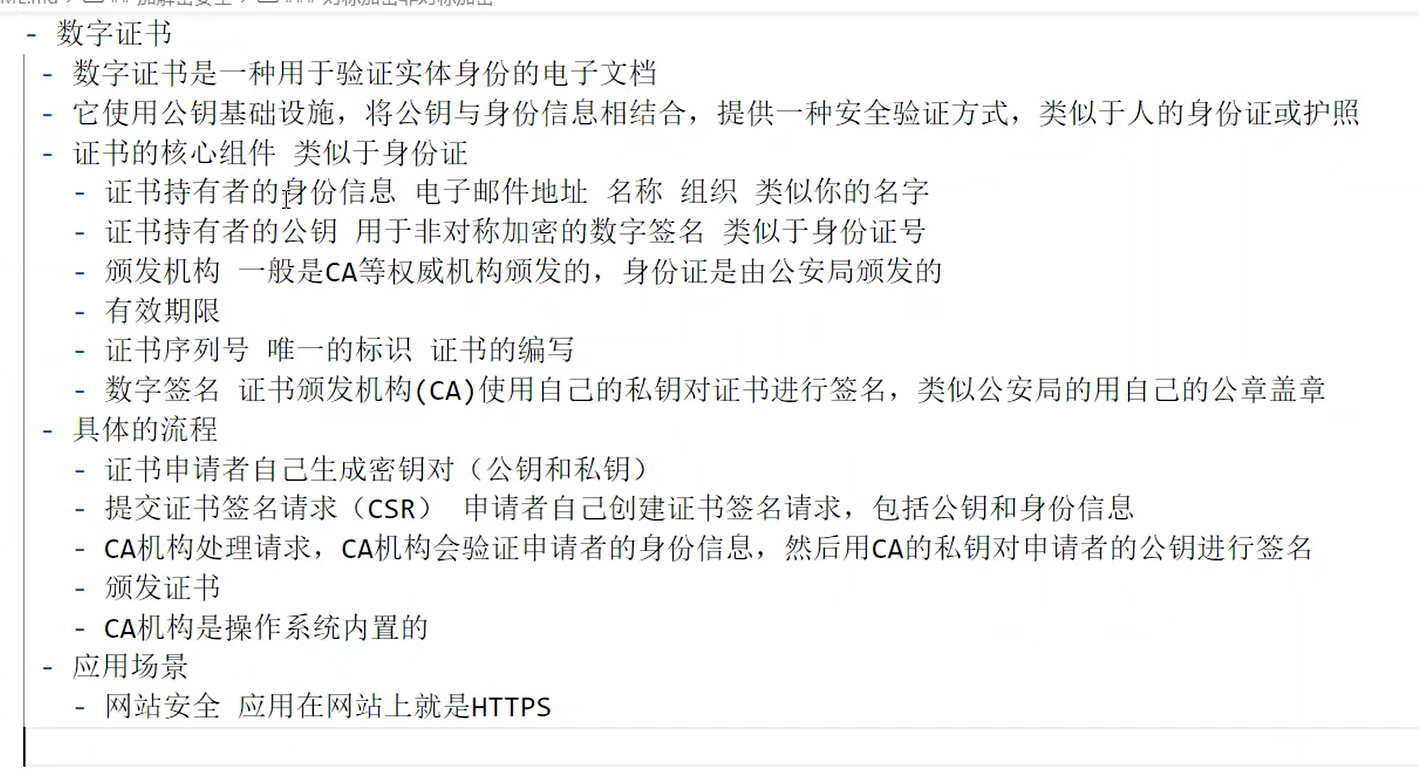 - 数字证书
- 数字证书是一种用于验证实体身份的电子文档
- 它使用公钥基础设施，将公钥与身份信息相结合，提供一种安全验证方式，类似于人的身份证或护照
- 证书的核心组件 类似于身份证
- 证书持有者的身份信息 电子邮件地址 名称 组织 类似你的名字
- 证书持有者的公钥 用于非对称加密的数字签名 类似于身份证号
- 颁发机构 一般是CA等权威机构颁发的，身份证是由公安局颁发的
- 有效期限
- 证书序列号 唯一的标识 证书的编写
- 数字签名 证书颁发机构(CA)使用自己的私钥对证书进行签名，类似公安局的用自己的公章盖章
- 具体的流程
- 证书申请者自己生成密钥对（公钥和私钥）
- 提交证书签名请求（CSR） 申请者自己创建证书签名请求，包括公钥和身份信息
- CA机构处理请求，CA机构会验证申请者的身份信息，然后用CA的私钥对申请者的公钥进行签名
- 颁发证书
- CA机构是操作系统内置的
- 应用场景
- 网站安全 应用在网站上就是HTTPS